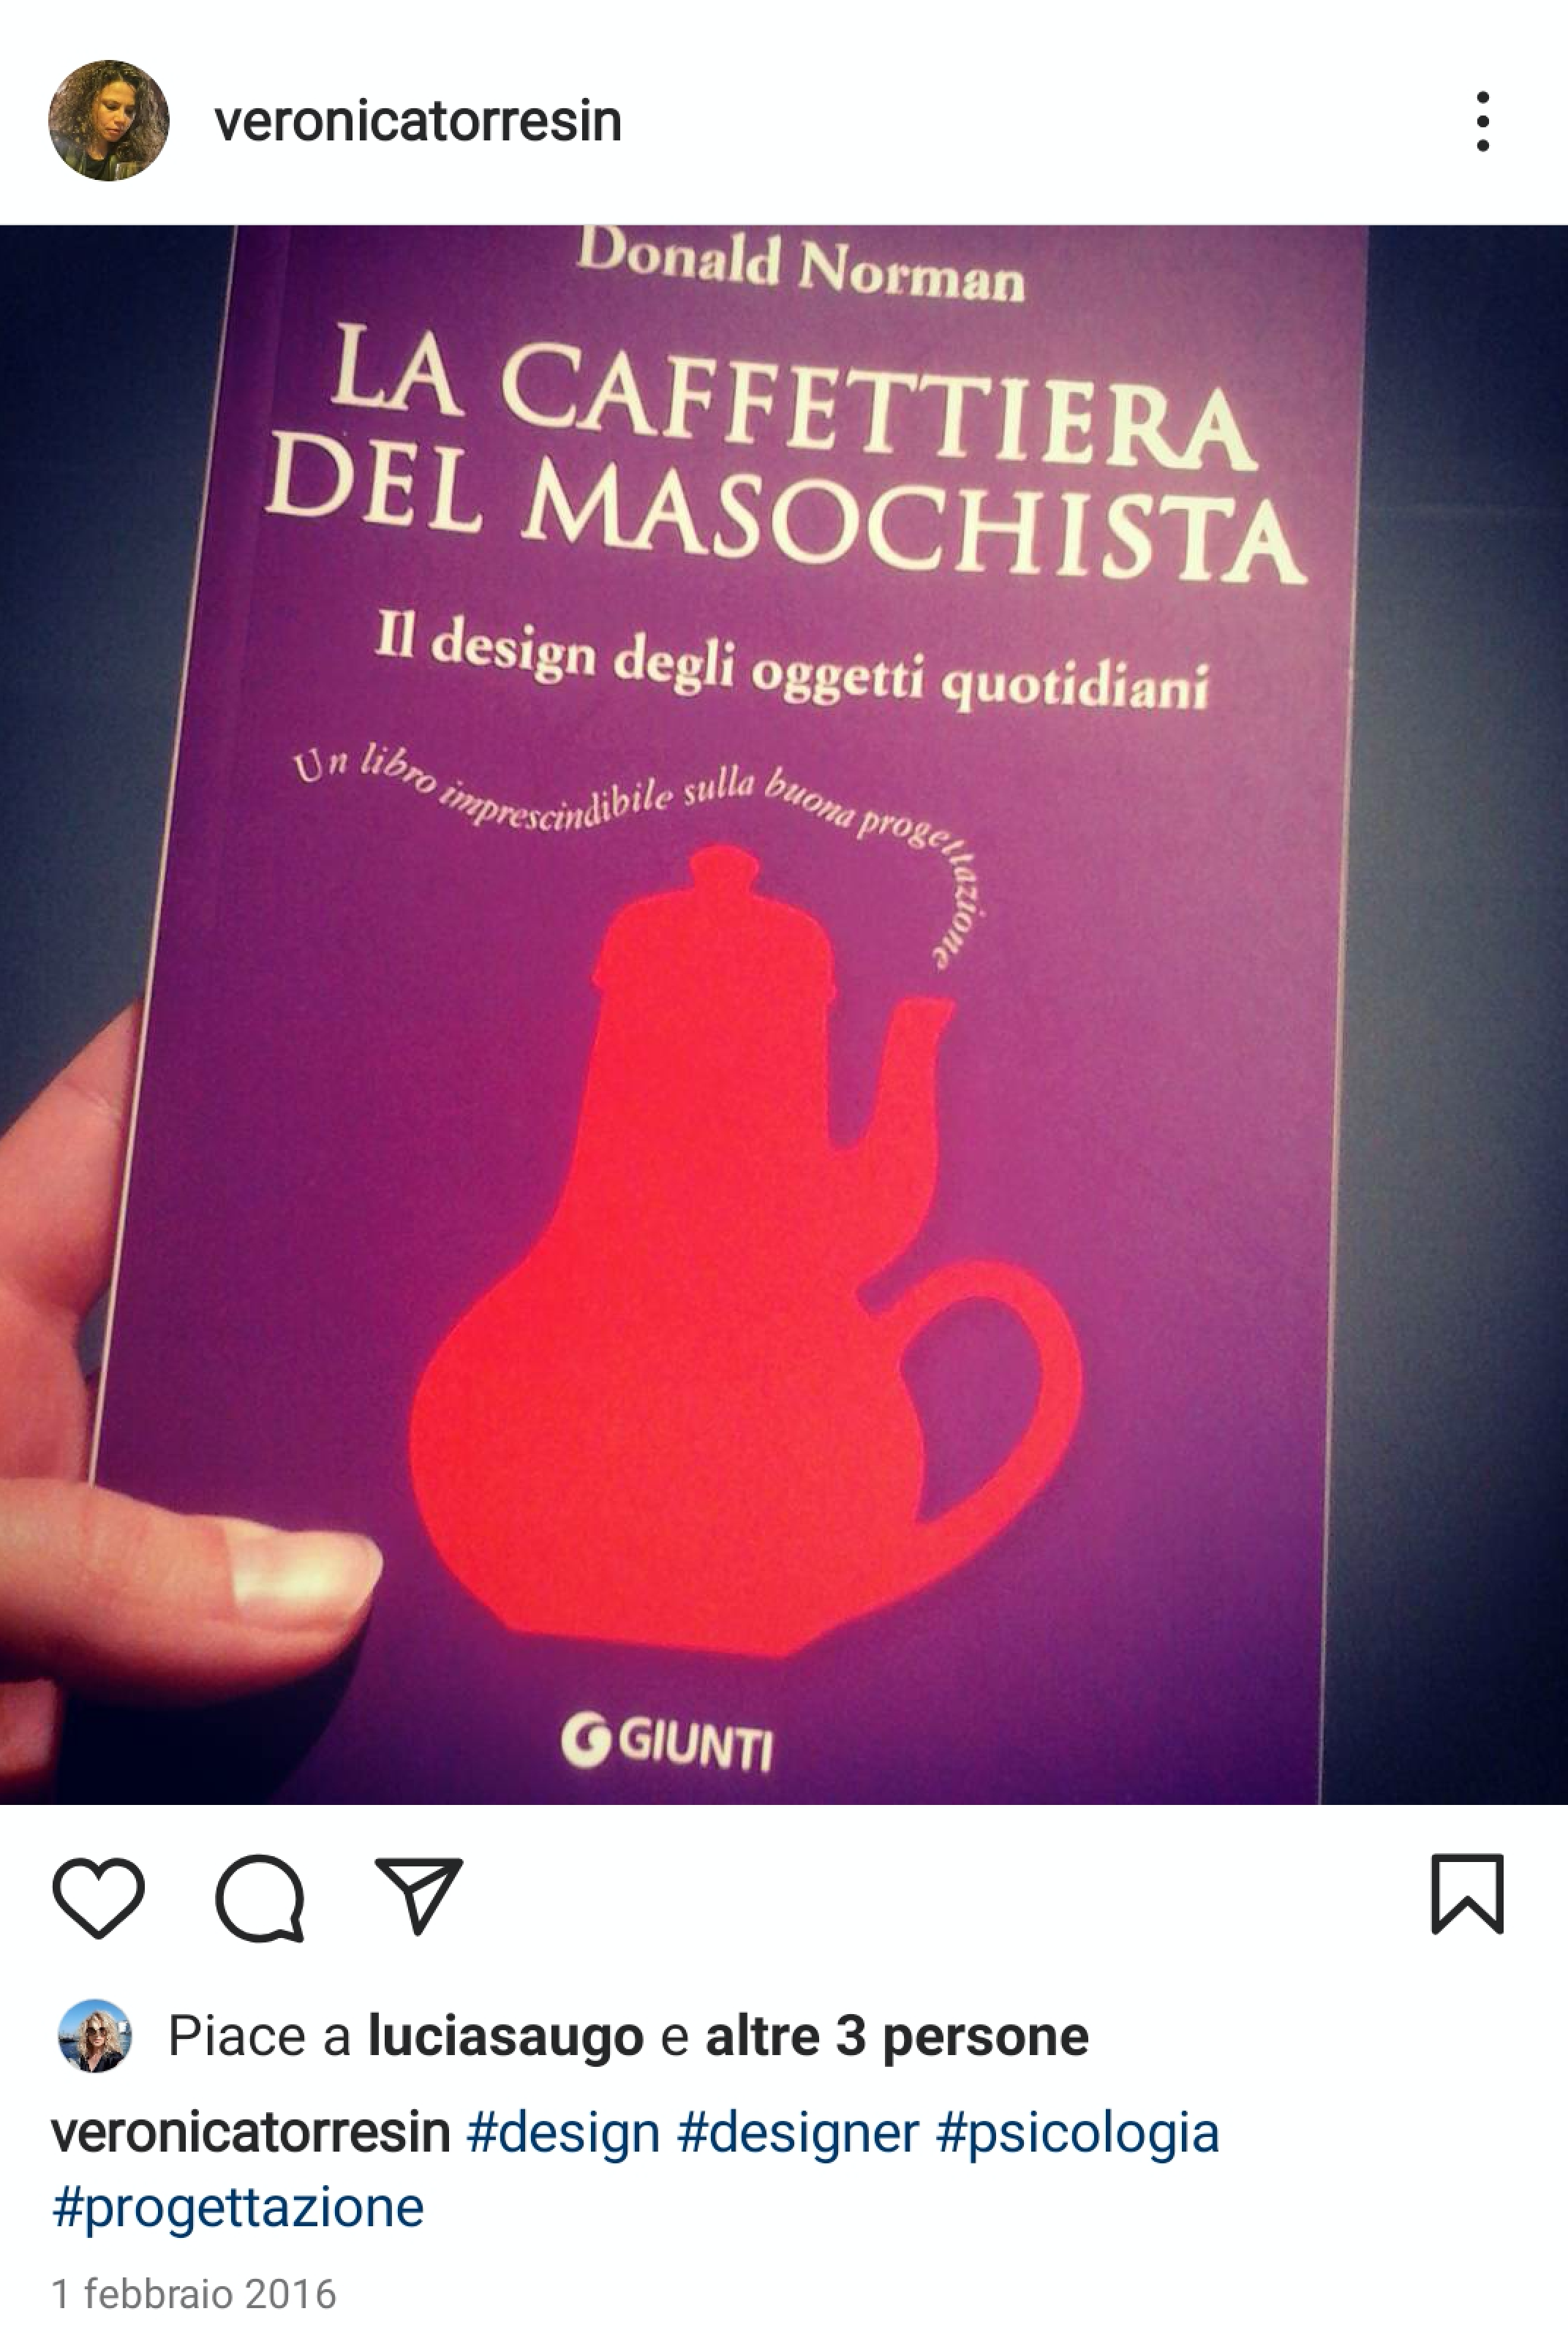 veronicatorresin
Donald Norman
LA CAFFETTIERA
DEL MASOCHISTA
Il design degli oggetti quotidiani
Un libro imprescindibile sulla buona progettazione
GIUNTI
Piace a luciasaugo e altre 3 persone
veronicatorresin #design #designer #psicologia
#progettazione
1 febbraio 2016